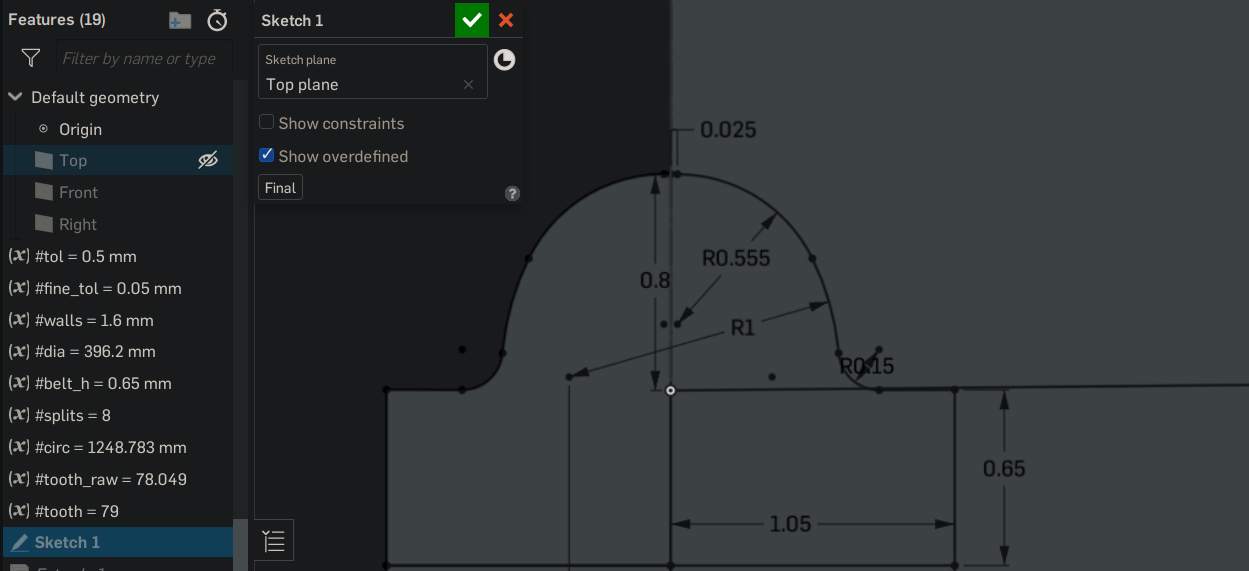 Features (19)
Filter by name or type
Default geometry
Origin
Top
Front
Right
(x) #tol = 0.5 mm
(x) #fine_tol = 0.05 mm
(x) #walls = 1.6 mm
(x) #dia = 396.2 mm
(x) #belt_h = 0.65 mm
(x) #splits = 8
(x) #circ = 1248.783 mm
(x) #tooth_raw = 78.049
(x) #tooth = 79
Sketch 1
Sketch 1
Sketch plane
Top plane
Show constraints
Show overdefined
Final
?
0.025
R0.555
0.8
R1
R0.15
0.65
1.05